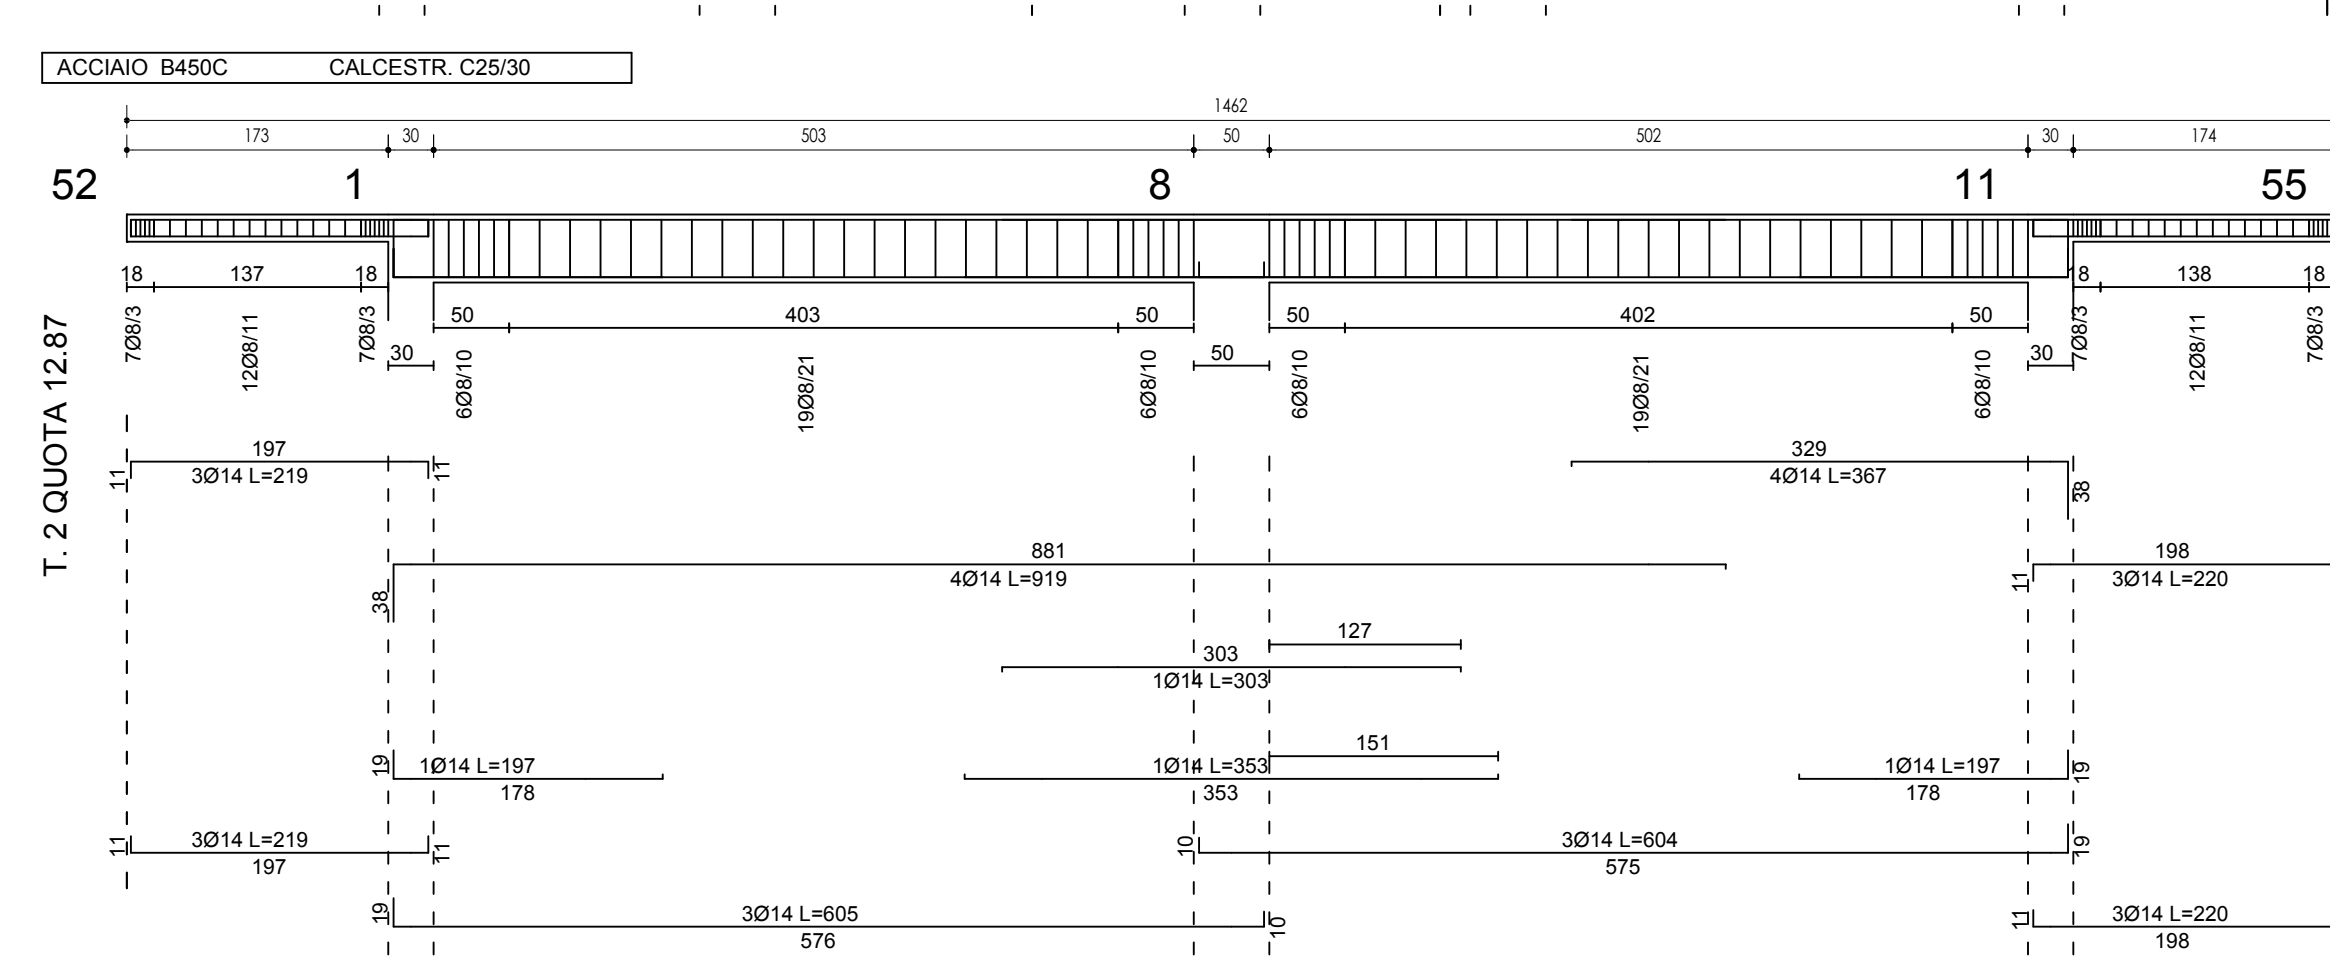 ACCIAIO B450C CALCESTR. C25/30
1462
173 30 503 50 502 30 174
52 1 8 11 55
18 137 18 18 138 18
50 403 50 50 402 50
30 50 30
7Ø8/3 12Ø8/11 7Ø8/3 6Ø8/10 19Ø8/21 6Ø8/10 6Ø8/10 19Ø8/21 6Ø8/10 7Ø8/3 12Ø8/11 7Ø8/3
T. 2 QUOTA 12.87
197 329
11 3Ø14 L=219 11 4Ø14 L=367 38
881 198
38 4Ø14 L=919 11 3Ø14 L=220
127
303
1Ø14 L=303
151
19 1Ø14 L=197 1Ø14 L=353 1Ø14 L=197 19
178 353 178
11 3Ø14 L=219 11 10 3Ø14 L=604 19
197 575
19 3Ø14 L=605 10 11 3Ø14 L=220
576 198